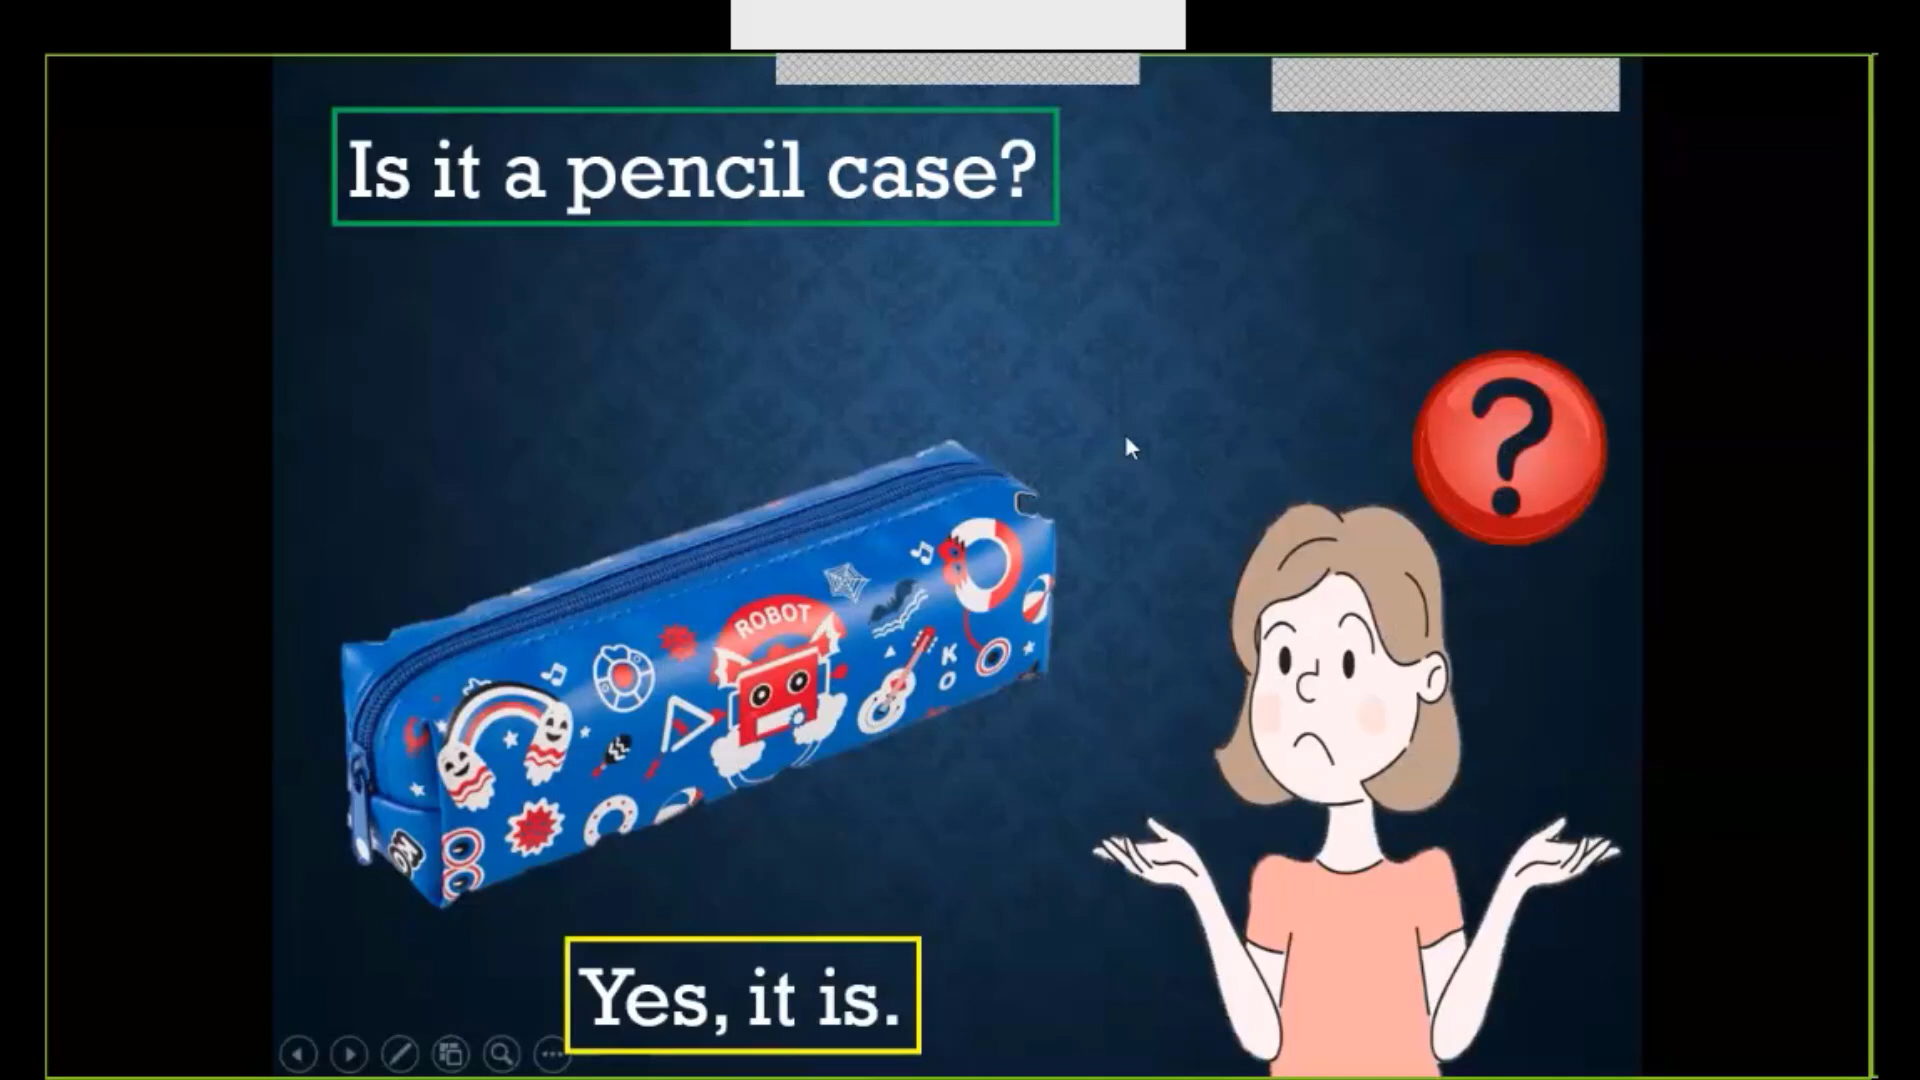 Is it a pencil case?
?
ROBOT
K
O
Yes, it is.